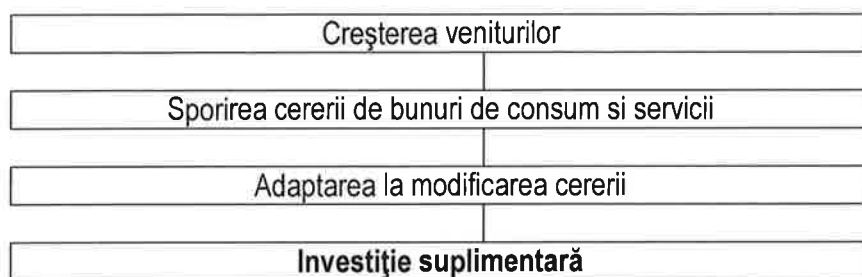 Creşterea veniturilor
Sporirea cererii de bunuri de consum si servicii
Adaptarea la modificarea cererii
Investiţie suplimentară